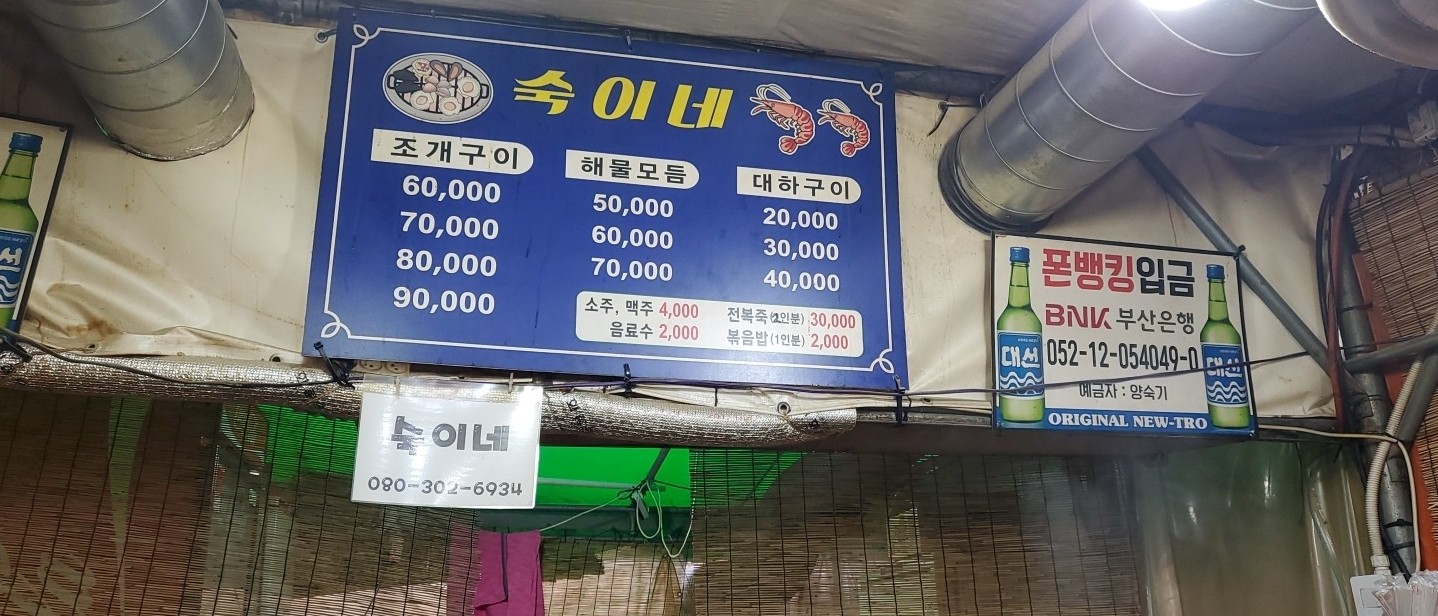 숙이네
조개구이
60,000
70,000
80,000
90,000
해물모듬
50,000
60,000
70,000
대하구이
20,000
30,000
40,000
소주, 맥주 4,000
음료수 2,000
전복죽(2인분) 30,000
볶음밥(1인분) 2,000
숙이네
080-302-6934
폰뱅킹입금
BNK 부산은행
052-12-054049-0
예금자 : 양숙기
ORIGINAL NEW-TRO
대선
대선
선